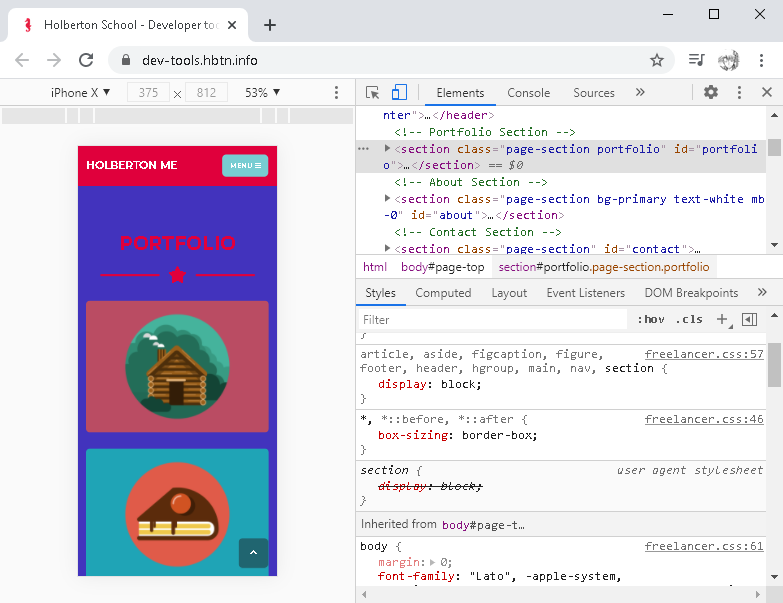 Holberton School - Developer too
dev-tools.hbtn.info
iPhone X ▼ 375 × 812 53% ▼
Elements Console Sources »
nter">…</header>
<!-- Portfolio Section -->
… ▶<section class="page-section portfolio" id="portfoli
o">…</section> == $0
<!-- About Section -->
▶<section class="page-section bg-primary text-white mb
-0" id="about">…</section>
<!-- Contact Section -->
▶<section class="page-section" id="contact">…
html body#page-top section#portfolio.page-section.portfolio
Styles Computed Layout Event Listeners DOM Breakpoints »
Filter :hov .cls +
}
article, aside, figcaption, figure, freelancer.css:57
footer, header, hgroup, main, nav, section {
display: block;
}
*, *::before, *::after { freelancer.css:46
box-sizing: border-box;
}
section { user agent stylesheet
display: block;
}
Inherited from body#page-t…
body { freelancer.css:61
margin: ▶ 0;
font-family: "Lato", -apple-system,
HOLBERTON ME MENU ☰
PORTFOLIO